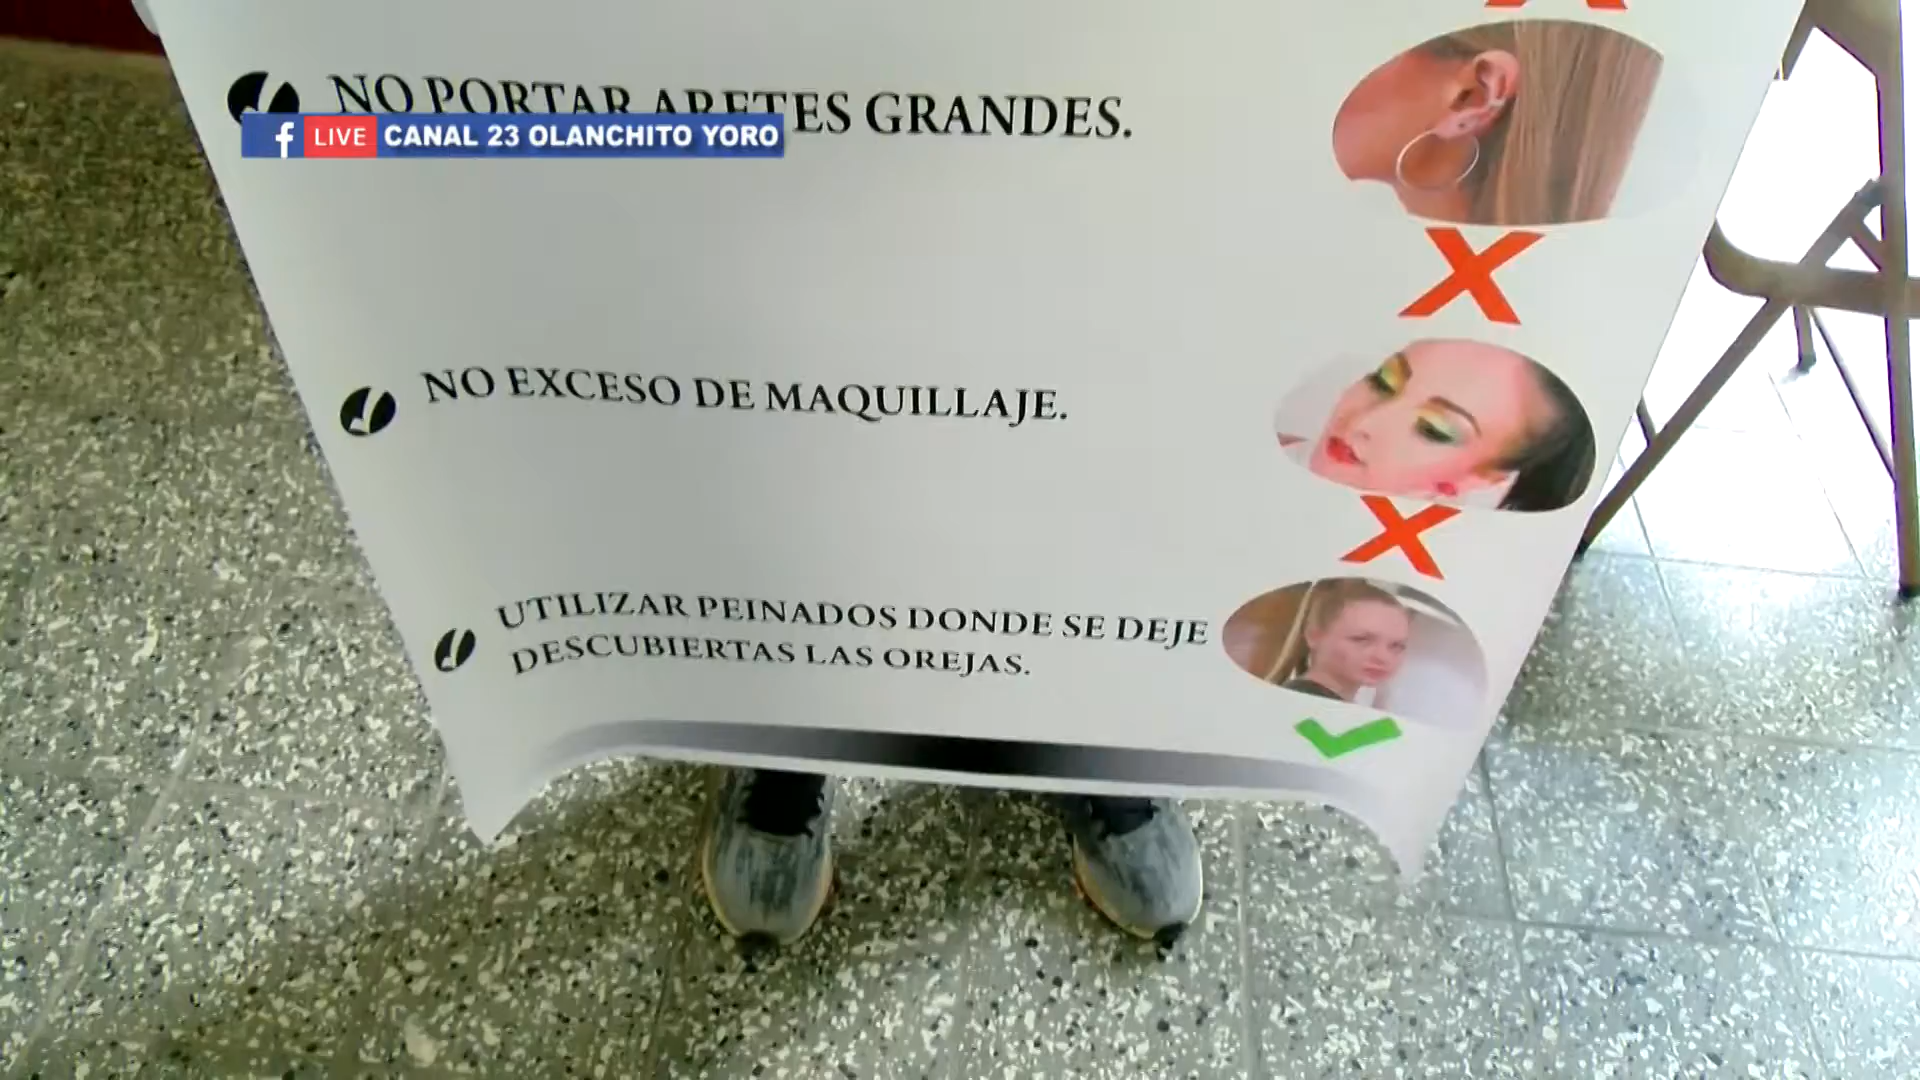 NO PORTAR ARETES GRANDES.
f LIVE CANAL 23 OLANCHITO YORO
NO EXCESO DE MAQUILLAJE.
UTILIZAR PEINADOS DONDE SE DEJE
DESCUBIERTAS LAS OREJAS.